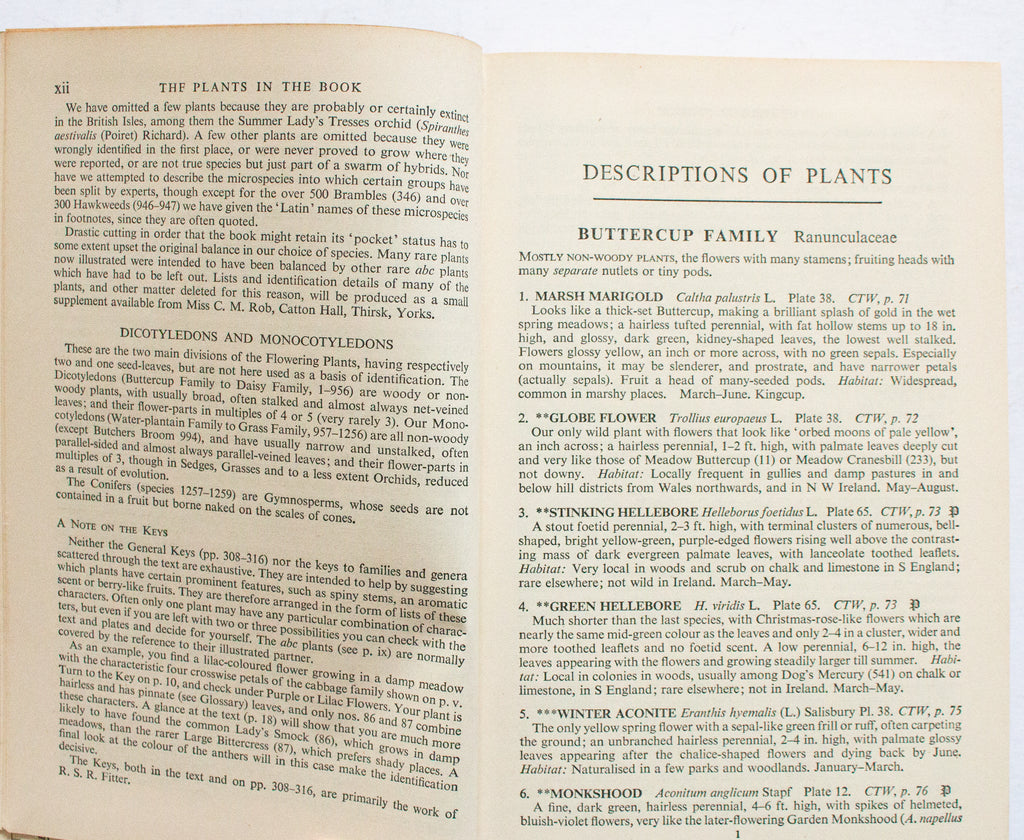 xii
THE PLANTS IN THE BOOK
We have omitted a few plants because they are probably or certainly extinct
in the British Isles, among them the Summer Lady's Tresses orchid (Spiranthes
aestivalis (Poiret) Richard). A few other plants are omitted because they were
wrongly identified in the first place, or were never proved to grow where they
were reported, or are not true species but just part of a swarm of hybrids. Nor
have we attempted to describe the microspecies into which certain groups have
been split by experts, though except for the over 500 Brambles (346) and over
300 Hawkweeds (946–947) we have given the 'Latin' names of these microspecies
in footnotes, since they are often quoted.
Drastic cutting in order that the book might retain its 'pocket' status has to
some extent upset the original balance in our choice of species. Many rare plants
now illustrated were intended to have been balanced by other rare abc plants
which have had to be left out. Lists and identification details of many of the
plants, and other matter deleted for this reason, will be produced as a small
supplement available from Miss C. M. Rob, Catton Hall, Thirsk, Yorks.
DICOTYLEDONS AND MONOCOTYLEDONS
These are the two main divisions of the Flowering Plants, having respectively
two and one seed-leaves, but are not here used as a basis of identification. The
Dicotyledons (Buttercup Family to Daisy Family, 1–956) are woody or non-
woody plants, with usually broad, often stalked and almost always net-veined
leaves; and their flower-parts in multiples of 4 or 5 (very rarely 3). Our Mono-
cotyledons (Water-plantain Family to Grass Family, 957–1256) are all non-woody
(except Butchers Broom 994), and have usually narrow and unstalked, often
parallel-sided and almost always parallel-veined leaves; and their flower-parts in
multiples of 3, though in Sedges, Grasses and to a less extent Orchids, reduced
as a result of evolution.
The Conifers (species 1257–1259) are Gymnosperms, whose seeds are not
contained in a fruit but borne naked on the scales of cones.
A NOTE ON THE KEYS
Neither the General Keys (pp. 308–316) nor the keys to families and genera
scattered through the text are exhaustive. They are intended to help by suggesting
which plants have certain prominent features, such as spiny stems, an aromatic
scent or berry-like fruits. They are therefore arranged in the form of lists of these
characters. Often only one plant may have any particular combination of charac-
ters, but even if you are left with two or three possibilities you can check with the
text and plates and decide for yourself. The abc plants (see p. ix) are normally
covered by the reference to their illustrated partner.
As an example, you find a lilac-coloured flower growing in a damp meadow
with the characteristic four crosswise petals of the cabbage family shown on p. v.
Turn to the Key on p. 10, and check under Purple or Lilac Flowers. Your plant is
hairless and has pinnate (see Glossary) leaves, and only nos. 86 and 87 combine
these characters. A glance at the text (p. 18) will show that you are much more
likely to have found the common Lady's Smock (86), which grows in damp
meadows, than the rarer Large Bittercress (87), which prefers shady places. A
final look at the colour of the anthers will in this case make the identification
decisive.
The Keys, both in the text and on pp. 308–316, are primarily the work of
R. S. R. Fitter.
DESCRIPTIONS OF PLANTS
BUTTERCUP FAMILY Ranunculaceae
MOSTLY NON-WOODY PLANTS, the flowers with many stamens; fruiting heads with
many separate nutlets or tiny pods.
1. MARSH MARIGOLD Caltha palustris L. Plate 38. CTW, p. 71
Looks like a thick-set Buttercup, making a brilliant splash of gold in the wet
spring meadows; a hairless tufted perennial, with fat hollow stems up to 18 in.
high, and glossy, dark green, kidney-shaped leaves, the lowest well stalked.
Flowers glossy yellow, an inch or more across, with no green sepals. Especially
on mountains, it may be slenderer, and prostrate, and have narrower petals
(actually sepals). Fruit a head of many-seeded pods. Habitat: Widespread,
common in marshy places. March–June. Kingcup.
2. **GLOBE FLOWER Trollius europaeus L. Plate 38. CTW, p. 72
Our only wild plant with flowers that look like 'orbed moons of pale yellow',
an inch across; a hairless perennial, 1–2 ft. high, with palmate leaves deeply cut
and very like those of Meadow Buttercup (11) or Meadow Cranesbill (233), but
not downy. Habitat: Locally frequent in gullies and damp pastures in and
below hill districts from Wales northwards, and in N W Ireland. May–August.
3. **STINKING HELLEBORE Helleborus foetidus L. Plate 65. CTW, p. 73 P
A stout foetid perennial, 2–3 ft. high, with terminal clusters of numerous, bell-
shaped, bright yellow-green, purple-edged flowers rising well above the contrast-
ing mass of dark evergreen palmate leaves, with lanceolate toothed leaflets.
Habitat: Very local in woods and scrub on chalk and limestone in S England;
rare elsewhere; not wild in Ireland. March–May.
4. **GREEN HELLEBORE H. viridis L. Plate 65. CTW, p. 73 P
Much shorter than the last species, with Christmas-rose-like flowers which are
nearly the same mid-green colour as the leaves and only 2–4 in a cluster, wider and
more toothed leaflets and no foetid scent. A low perennial, 6–12 in. high, the
leaves appearing with the flowers and growing steadily larger till summer. Habi-
tat: Local in colonies in woods, usually among Dog's Mercury (541) on chalk or
limestone, in S England; rare elsewhere; not in Ireland. March–May.
5. ***WINTER ACONITE Eranthis hyemalis (L.) Salisbury Pl. 38. CTW, p. 75
The only yellow spring flower with a sepal-like green frill or ruff, often carpeting
the ground; an unbranched hairless perennial, 2–4 in. high, with palmate glossy
leaves appearing after the chalice-shaped flowers and dying back by June.
Habitat: Naturalised in a few parks and woodlands. January–March.
6. **MONKSHOOD Aconitum anglicum Stapf Plate 12. CTW, p. 76 P
A fine, dark green, hairless perennial, 4–6 ft. high, with spikes of helmeted,
bluish-violet flowers, very like the later-flowering Garden Monkshood (A. napellus
1